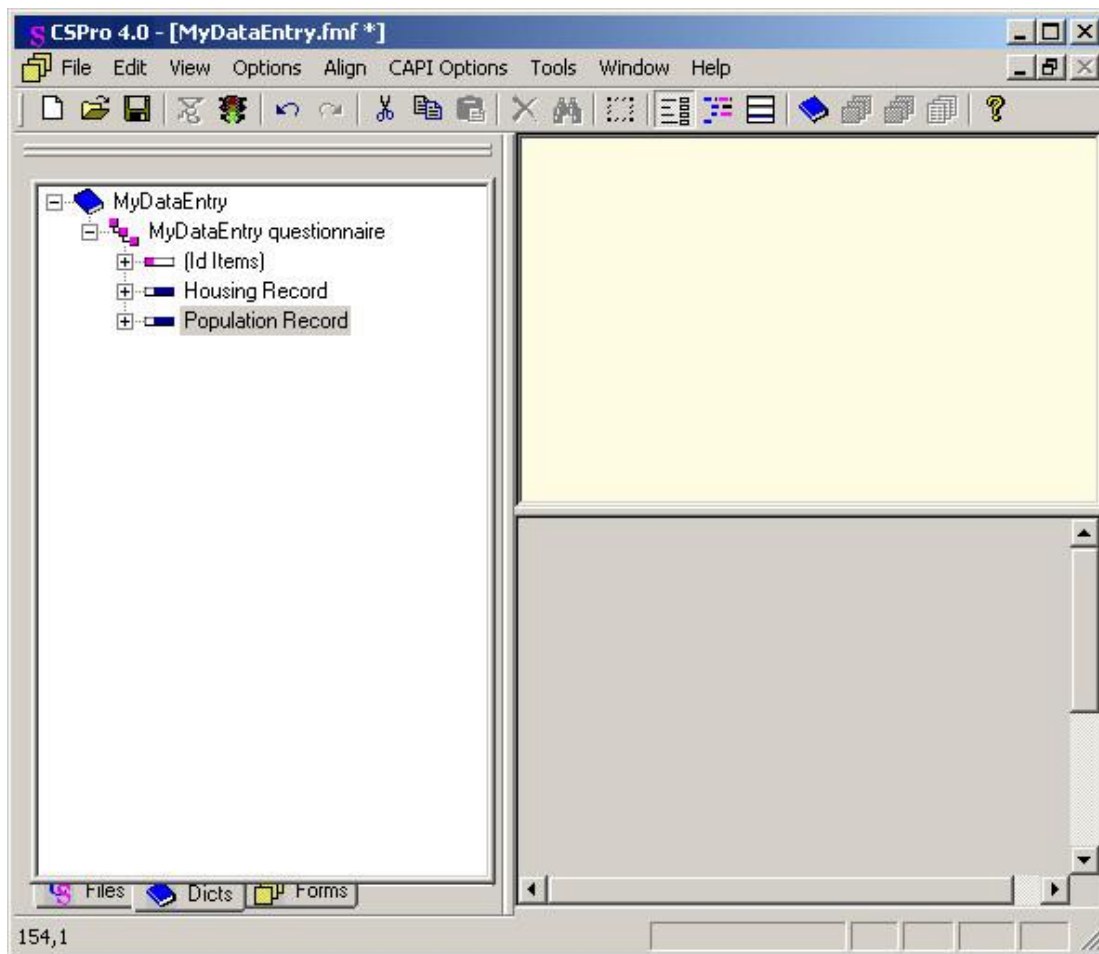 CSPro 4.0 - [MyDataEntry.fmf *]
File Edit View Options Align CAPI Options Tools Window Help
MyDataEntry
MyDataEntry questionnaire
(Id Items)
Housing Record
Population Record
Files Dicts Forms
154,1